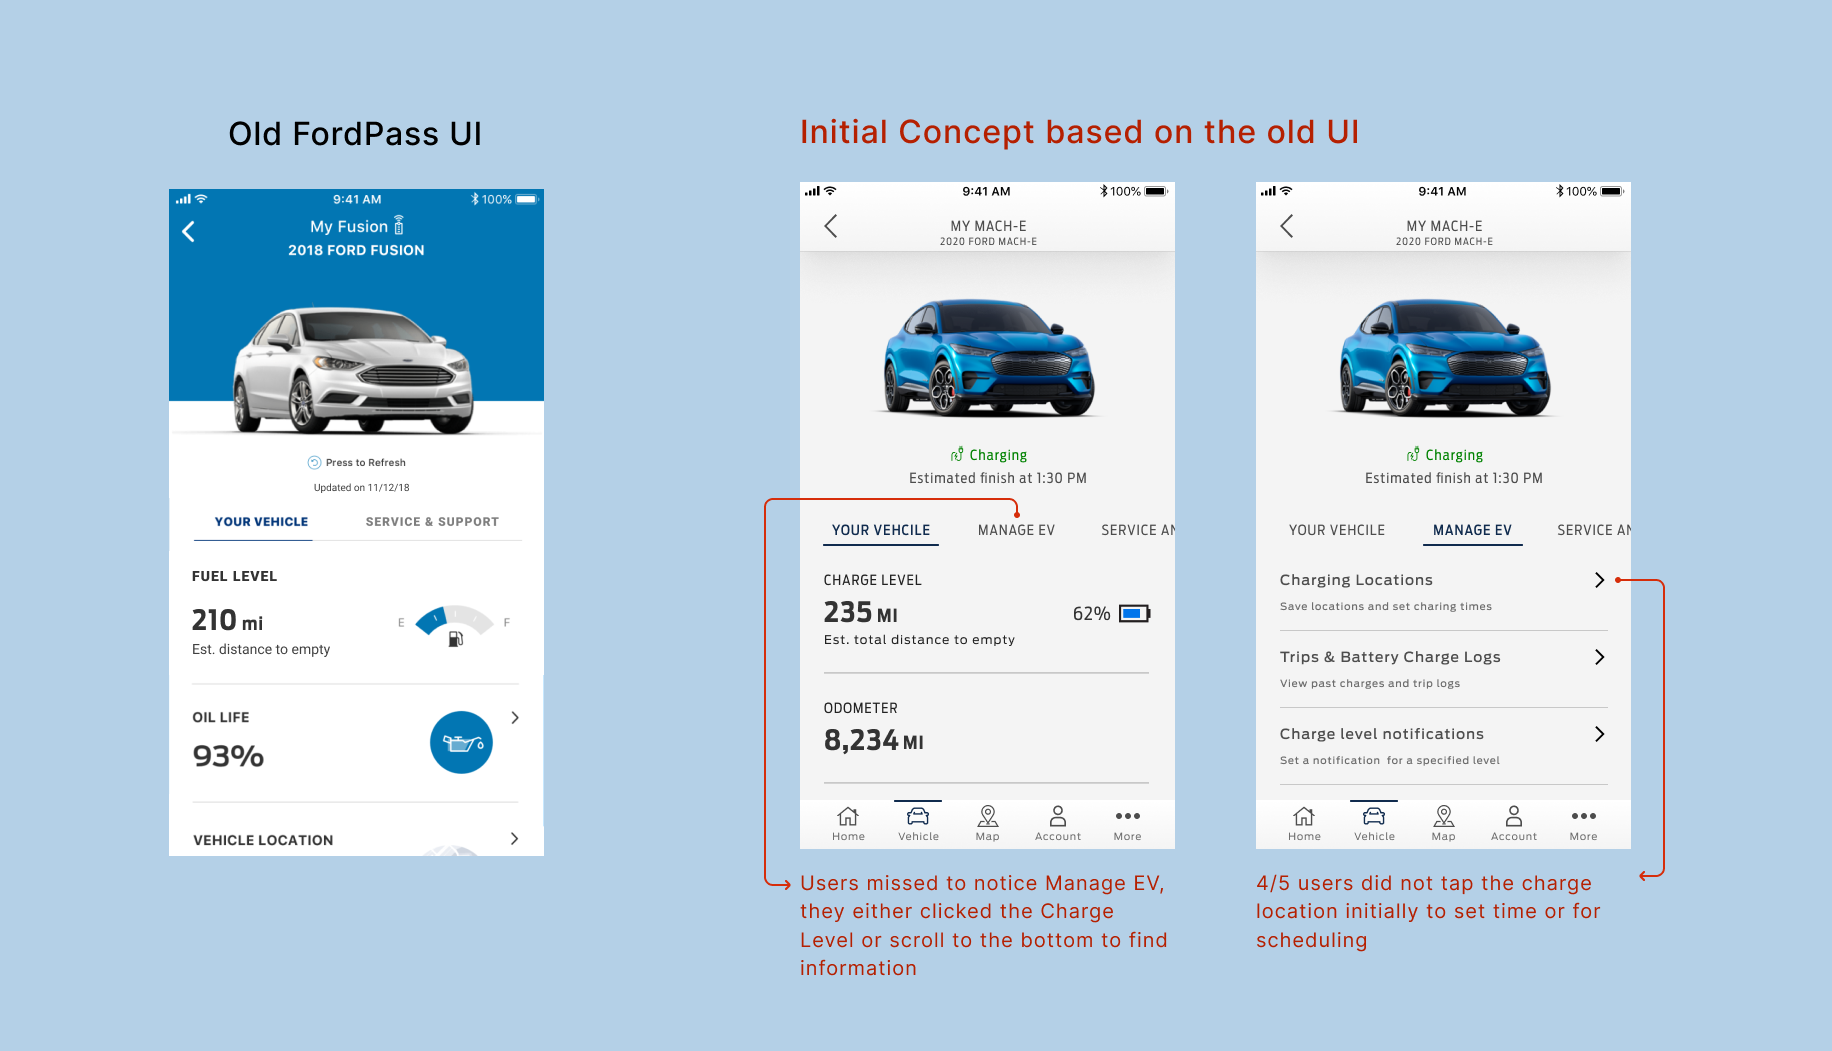 Old FordPass UI
9:41 AM
100%
My Fusion
2018 FORD FUSION
Press to Refresh
Updated on 11/12/18
YOUR VEHICLE
SERVICE & SUPPORT
FUEL LEVEL
210 mi
E
F
Est. distance to empty
OIL LIFE
93%
VEHICLE LOCATION
Initial Concept based on the old UI
9:41 AM
100%
MY MACH-E
2020 FORD MACH-E
Charging
Estimated finish at 1:30 PM
YOUR VEHCILE
MANAGE EV
SERVICE AN
CHARGE LEVEL
235 MI
62%
Est. total distance to empty
ODOMETER
8,234 MI
Home
Vehicle
Map
Account
More
Users missed to notice Manage EV,
they either clicked the Charge
Level or scroll to the bottom to find
information
9:41 AM
100%
MY MACH-E
2020 FORD MACH-E
Charging
Estimated finish at 1:30 PM
YOUR VEHCILE
MANAGE EV
SERVICE AN
Charging Locations
Save locations and set charing times
Trips & Battery Charge Logs
View past charges and trip logs
Charge level notifications
Set a notification for a specified level
Home
Vehicle
Map
Account
More
4/5 users did not tap the charge
location initially to set time or for
scheduling